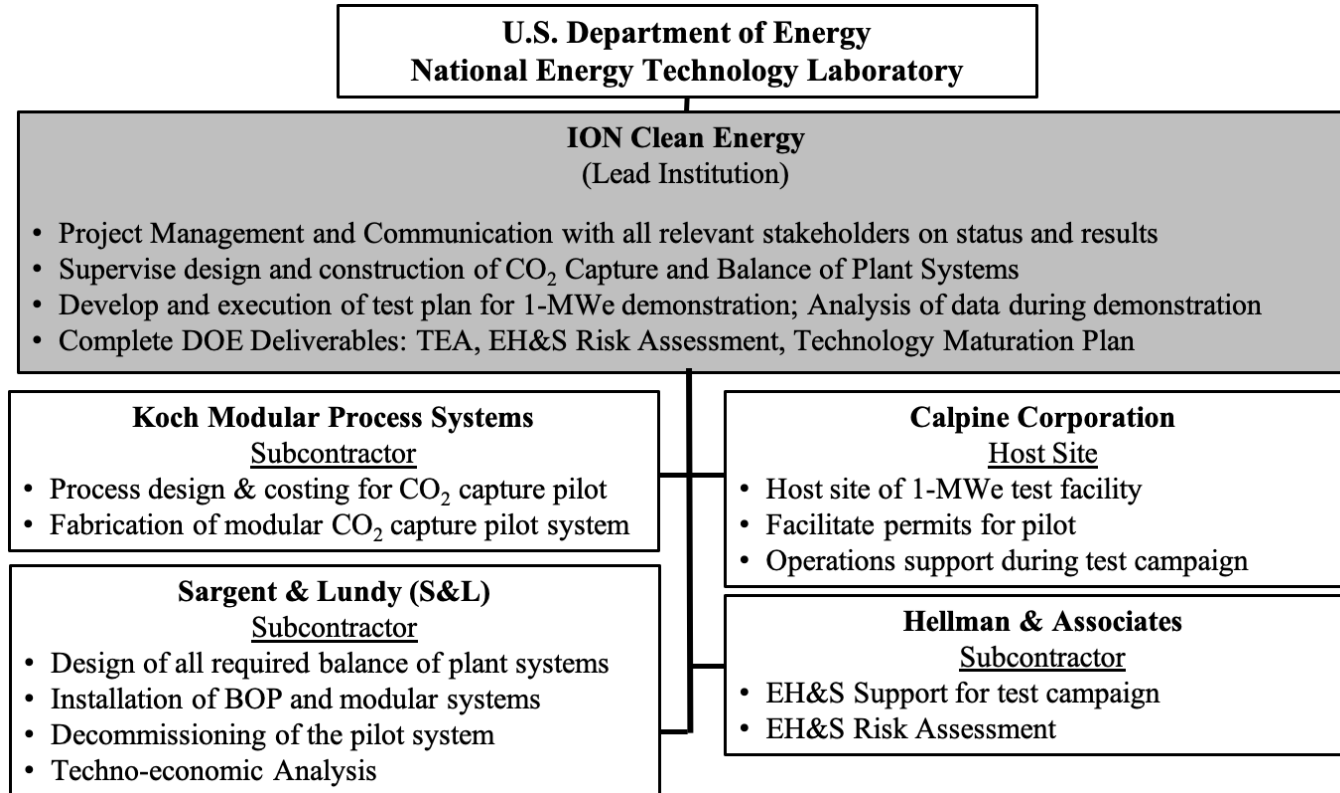 U.S. Department of Energy
National Energy Technology Laboratory
ION Clean Energy
(Lead Institution)
• Project Management and Communication with all relevant stakeholders on status and results
• Supervise design and construction of CO₂ Capture and Balance of Plant Systems
• Develop and execution of test plan for 1-MWe demonstration; Analysis of data during demonstration
• Complete DOE Deliverables: TEA, EH&S Risk Assessment, Technology Maturation Plan
Koch Modular Process Systems
Subcontractor
• Process design & costing for CO₂ capture pilot
• Fabrication of modular CO₂ capture pilot system
Calpine Corporation
Host Site
• Host site of 1-MWe test facility
• Facilitate permits for pilot
• Operations support during test campaign
Sargent & Lundy (S&L)
Subcontractor
• Design of all required balance of plant systems
• Installation of BOP and modular systems
• Decommissioning of the pilot system
• Techno-economic Analysis
Hellman & Associates
Subcontractor
• EH&S Support for test campaign
• EH&S Risk Assessment